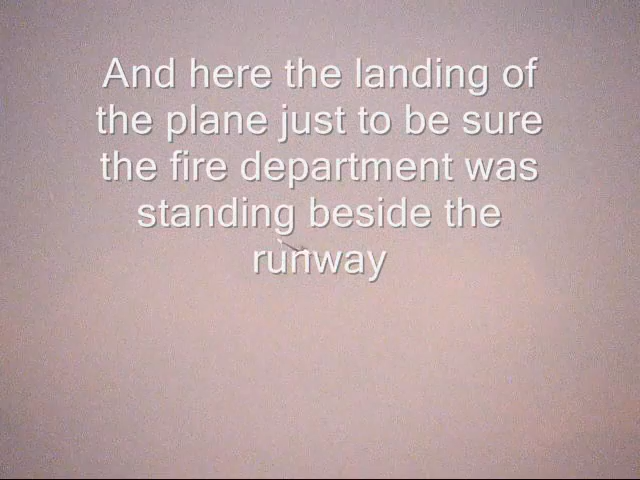 And here the landing of
the plane just to be sure
the fire department was
standing beside the
runway